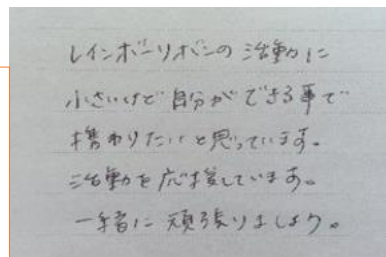 レインボーリボンの活動に
小さいけど自分ができる事で
携わりたいと思っています。
活動を応援しています。
一緒に頑張りましょう。